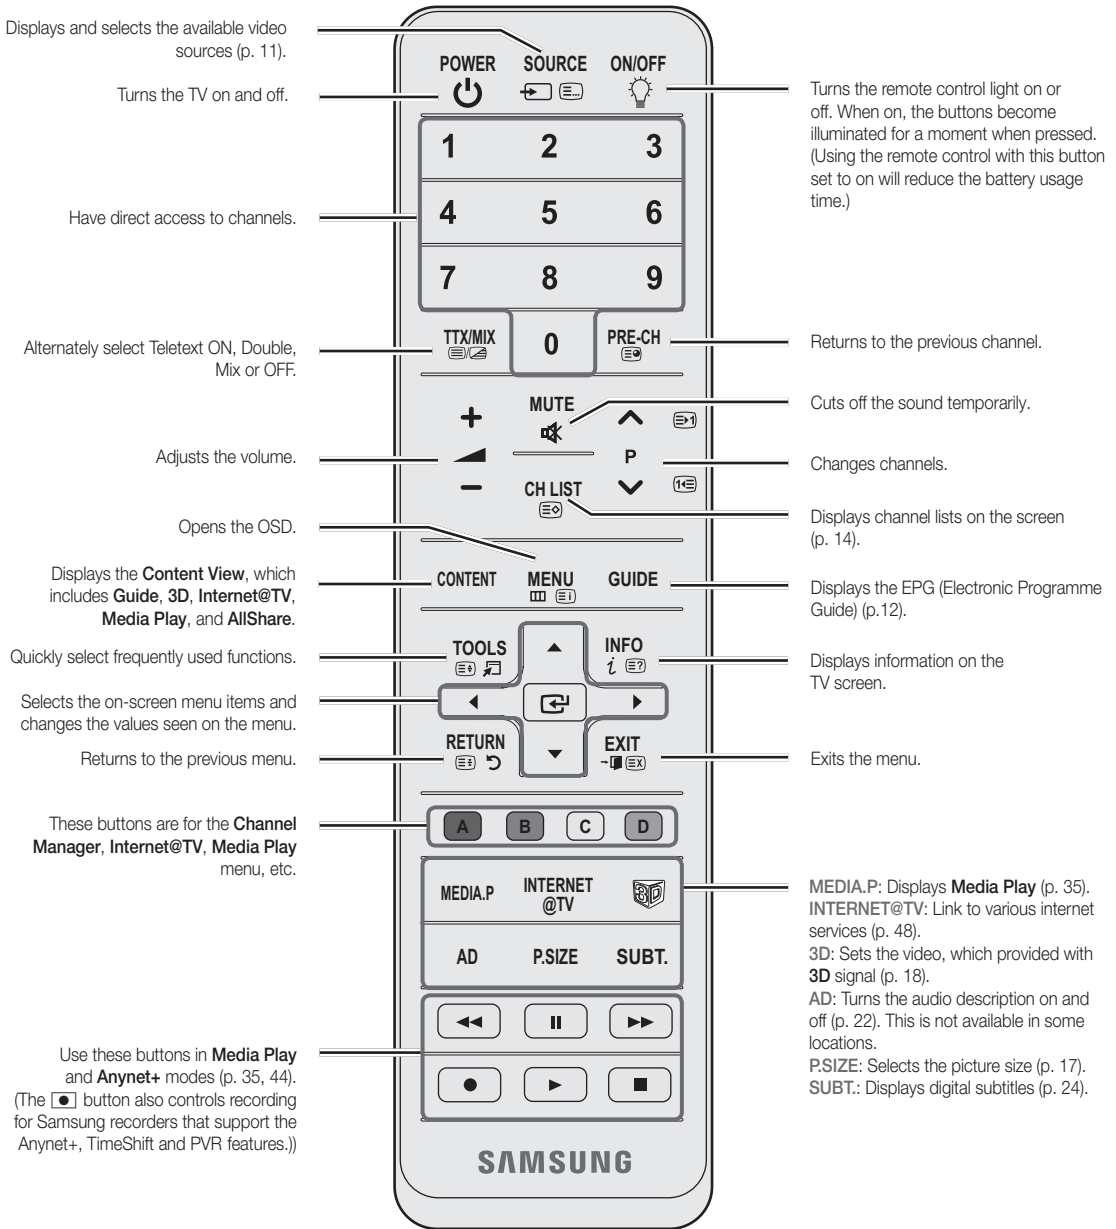 Displays and selects the available video
sources (p. 11).
Turns the TV on and off.
Have direct access to channels.
Alternately select Teletext ON, Double,
Mix or OFF.
Adjusts the volume.
Opens the OSD.
Displays the Content View, which
includes Guide, 3D, Internet@TV,
Media Play, and AllShare.
Quickly select frequently used functions.
Selects the on-screen menu items and
changes the values seen on the menu.
Returns to the previous menu.
These buttons are for the Channel
Manager, Internet@TV, Media Play
menu, etc.
Use these buttons in Media Play
and Anynet+ modes (p. 35, 44).
(The button also controls recording
for Samsung recorders that support the
Anynet+, TimeShift and PVR features.))
POWER SOURCE ON/OFF
1 2 3
4 5 6
7 8 9
TTX/MIX 0 PRE-CH
+ MUTE
P
− CH LIST
CONTENT MENU GUIDE
TOOLS INFO
RETURN EXIT
A B C D
MEDIA.P INTERNET
@TV 3D
AD P.SIZE SUBT.
SAMSUNG
Turns the remote control light on or
off. When on, the buttons become
illuminated for a moment when pressed.
(Using the remote control with this button
set to on will reduce the battery usage
time.)
Returns to the previous channel.
Cuts off the sound temporarily.
Changes channels.
Displays channel lists on the screen
(p. 14).
Displays the EPG (Electronic Programme
Guide) (p.12).
Displays information on the
TV screen.
Exits the menu.
MEDIA.P: Displays Media Play (p. 35).
INTERNET@TV: Link to various internet
services (p. 48).
3D: Sets the video, which provided with
3D signal (p. 18).
AD: Turns the audio description on and
off (p. 22). This is not available in some
locations.
P.SIZE: Selects the picture size (p. 17).
SUBT.: Displays digital subtitles (p. 24).